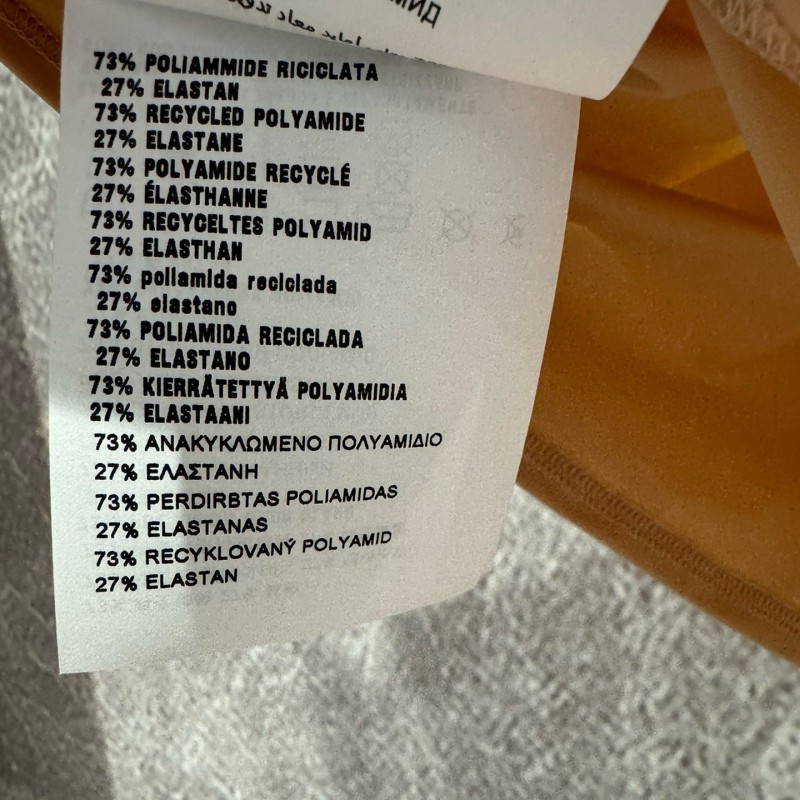 73% POLIAMMIDE RICICLATA
27% ELASTAN
73% RECYCLED POLYAMIDE
27% ELASTANE
73% POLYAMIDE RECYCLÉ
27% ÉLASTHANNE
73% RECYCELTES POLYAMID
27% ELASTHAN
73% poliamida reciclada
27% elastano
73% POLIAMIDA RECICLADA
27% ELASTANO
73% KIERRÄTETTYÄ POLYAMIDIA
27% ELASTAANI
73% ΑΝΑΚΥΚΛΩΜΕΝΟ ΠΟΛΥΑΜΙΔΙΟ
27% ΕΛΑΣΤΑΝΗ
73% PERDIRBTAS POLIAMIDAS
27% ELASTANAS
73% RECYKLOVANÝ POLYAMID
27% ELASTAN